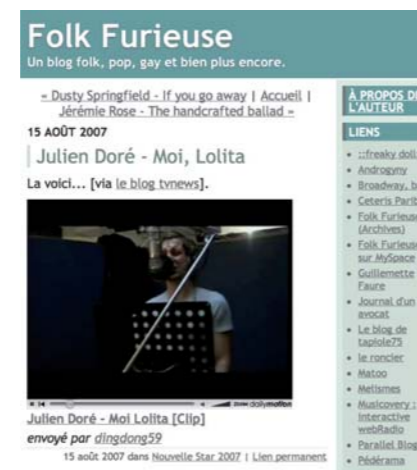 Folk Furieuse
Un blog folk, pop, gay et bien plus encore.
« Dusty Springfield - If you go away | Accueil |
Jérémie Rose - The handcrafted ballad »
15 AOÛT 2007
Julien Doré - Moi, Lolita
La voici... [via le blog tvnews].
dailymotion
Julien Doré - Moi Lolita [Clip]
envoyé par dingdong59
15 août 2007 dans Nouvelle Star 2007 | Lien permanent
À PROPOS DE
L'AUTEUR
LIENS
::freaky doll
Androgyny
Broadway, b
Ceteris Parib
Folk Furieuse
(Archives)
Folk Furieuse
sur MySpace
Guillemette
Faure
Journal d'un
avocat
Le blog de
tapiole75
le roncier
Matoo
Melismes
Musicovery :
interactive
webRadio
Parallel Blog
Pédérama